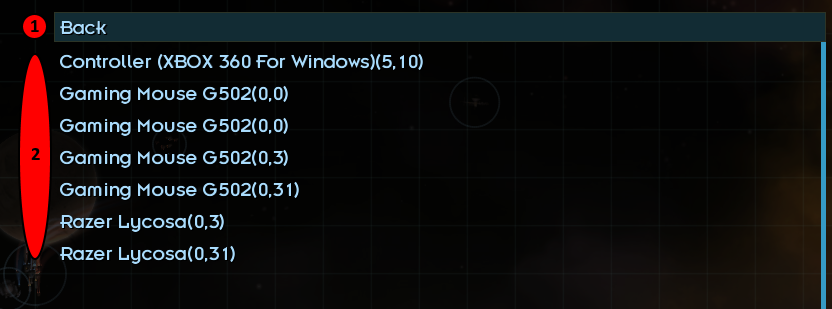 1 Back
Controller (XBOX 360 For Windows)(5,10)
Gaming Mouse G502(0,0)
Gaming Mouse G502(0,0)
2 Gaming Mouse G502(0,3)
Gaming Mouse G502(0,31)
Razer Lycosa(0,3)
Razer Lycosa(0,31)